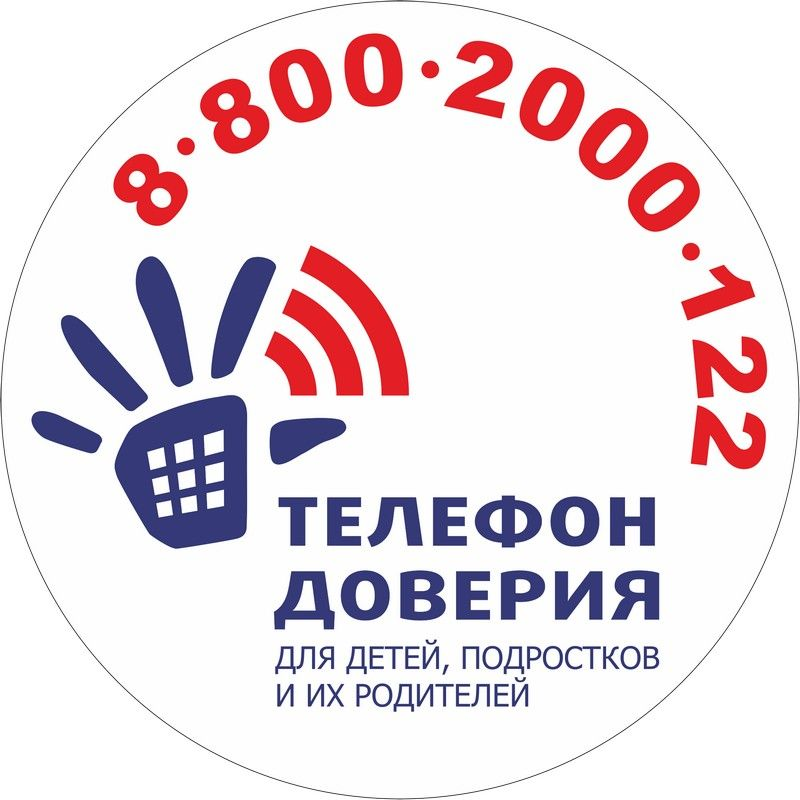 8·800·2000·122
ТЕЛЕФОН
ДОВЕРИЯ
ДЛЯ ДЕТЕЙ, ПОДРОСТКОВ
И ИХ РОДИТЕЛЕЙ